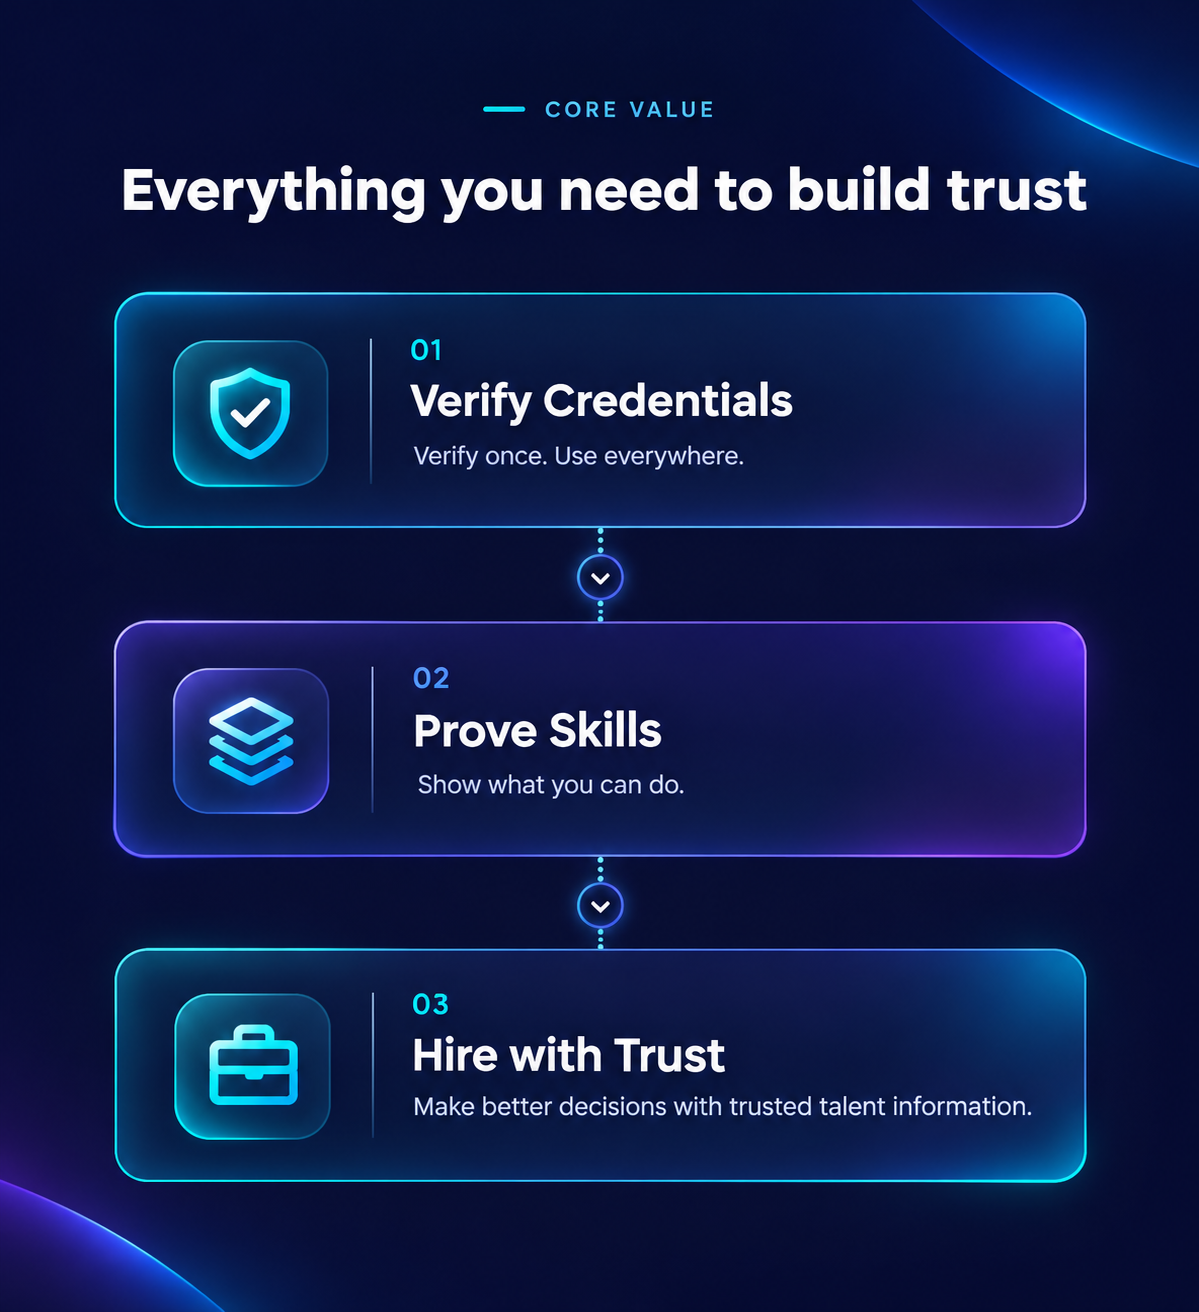 CORE VALUE
Everything you need to build trust
01
Verify Credentials
Verify once. Use everywhere.
02
Prove Skills
Show what you can do.
03
Hire with Trust
Make better decisions with trusted talent information.